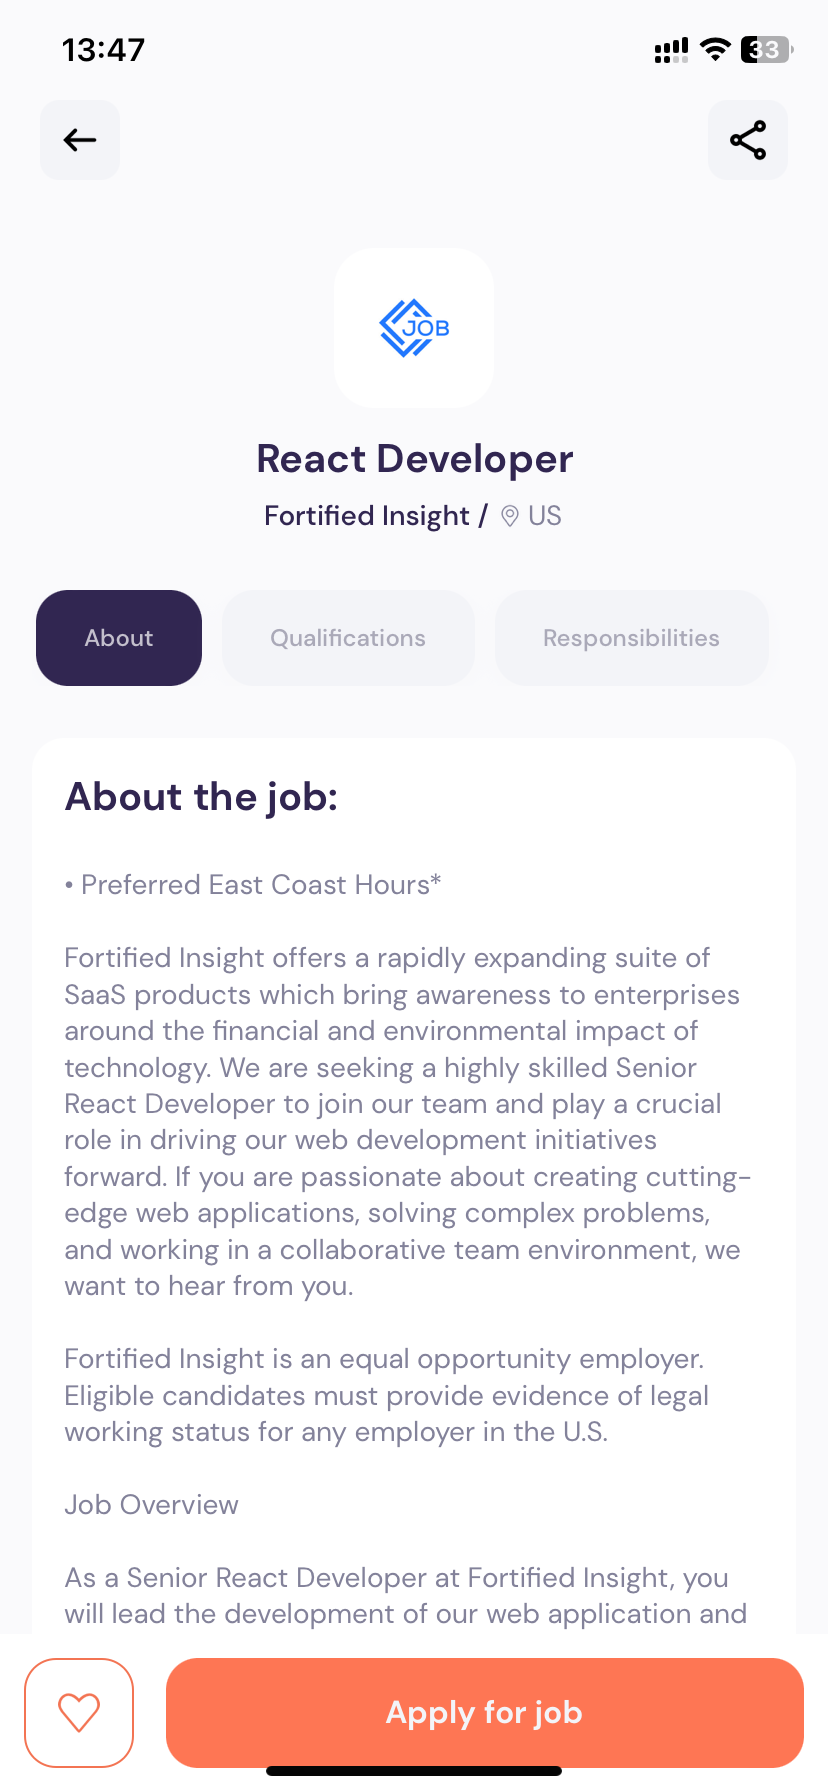 13:47
33
JOB
React Developer
Fortified Insight / US
About
Qualifications
Responsibilities
About the job:
• Preferred East Coast Hours*
Fortified Insight offers a rapidly expanding suite of
SaaS products which bring awareness to enterprises
around the financial and environmental impact of
technology. We are seeking a highly skilled Senior
React Developer to join our team and play a crucial
role in driving our web development initiatives
forward. If you are passionate about creating cutting-
edge web applications, solving complex problems,
and working in a collaborative team environment, we
want to hear from you.
Fortified Insight is an equal opportunity employer.
Eligible candidates must provide evidence of legal
working status for any employer in the U.S.
Job Overview
As a Senior React Developer at Fortified Insight, you
will lead the development of our web application and
Apply for job